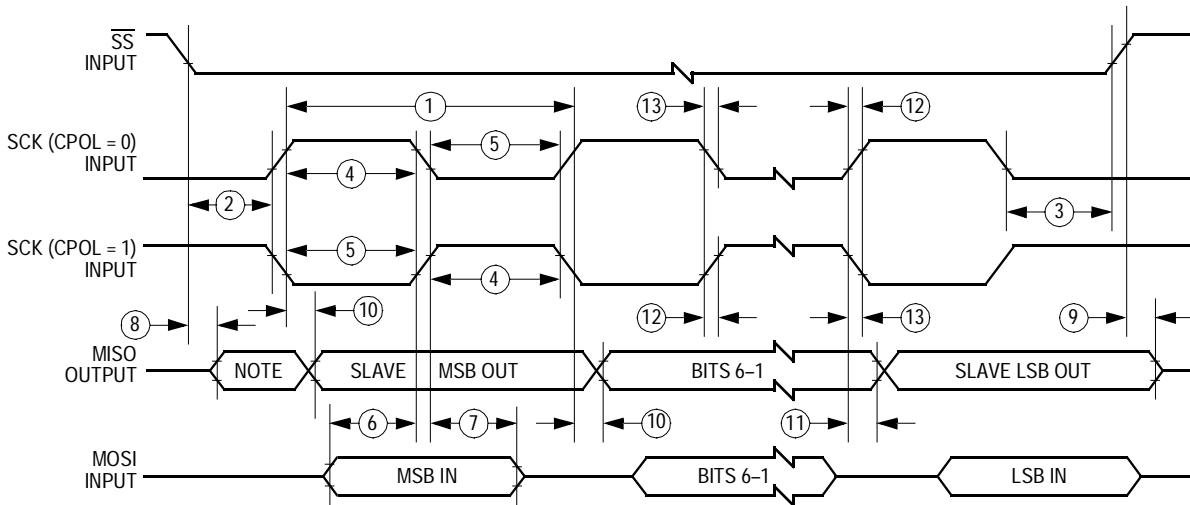 SS
INPUT
1
13
12
SCK (CPOL = 0)
INPUT
5
4
2
3
SCK (CPOL = 1)
INPUT
5
4
8
10
12
13
9
MISO
OUTPUT
NOTE
SLAVE MSB OUT
BITS 6–1
SLAVE LSB OUT
6
7
10
11
MOSI
INPUT
MSB IN
BITS 6–1
LSB IN